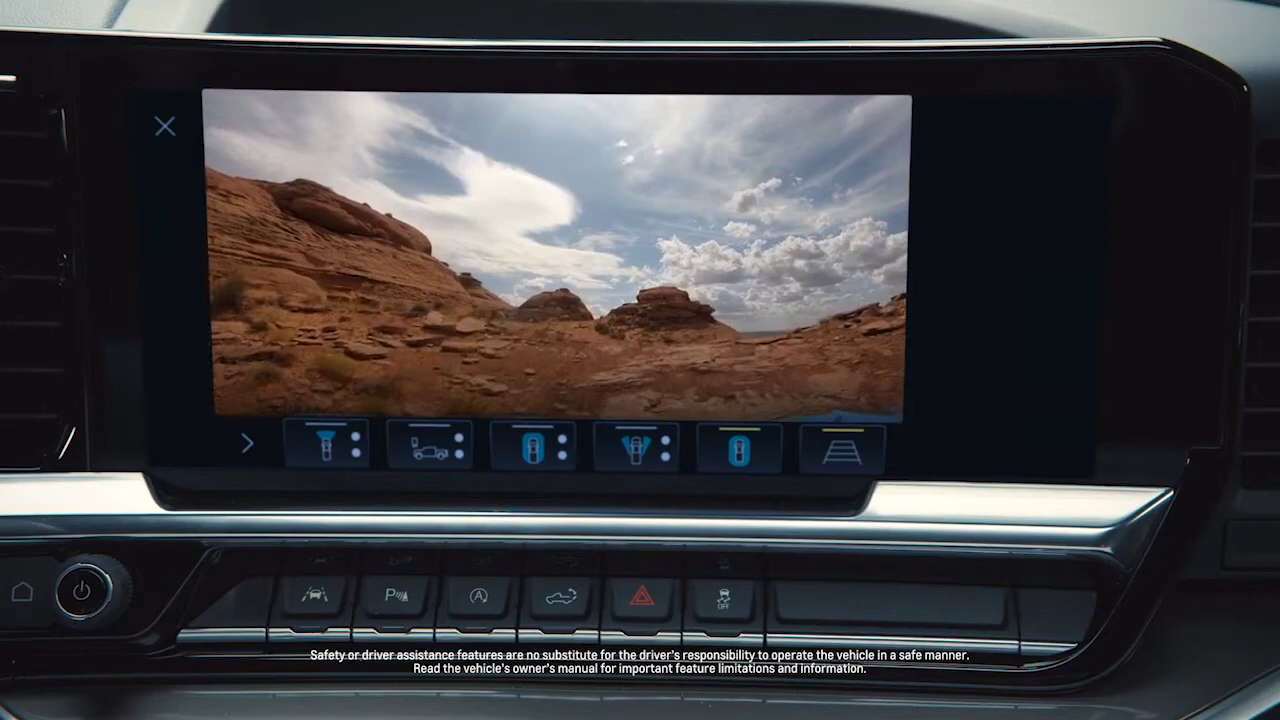 P
A
OFF
Safety or driver assistance features are no substitute for the driver's responsibility to operate the vehicle in a safe manner.
Read the vehicle's owner's manual for important feature limitations and information.